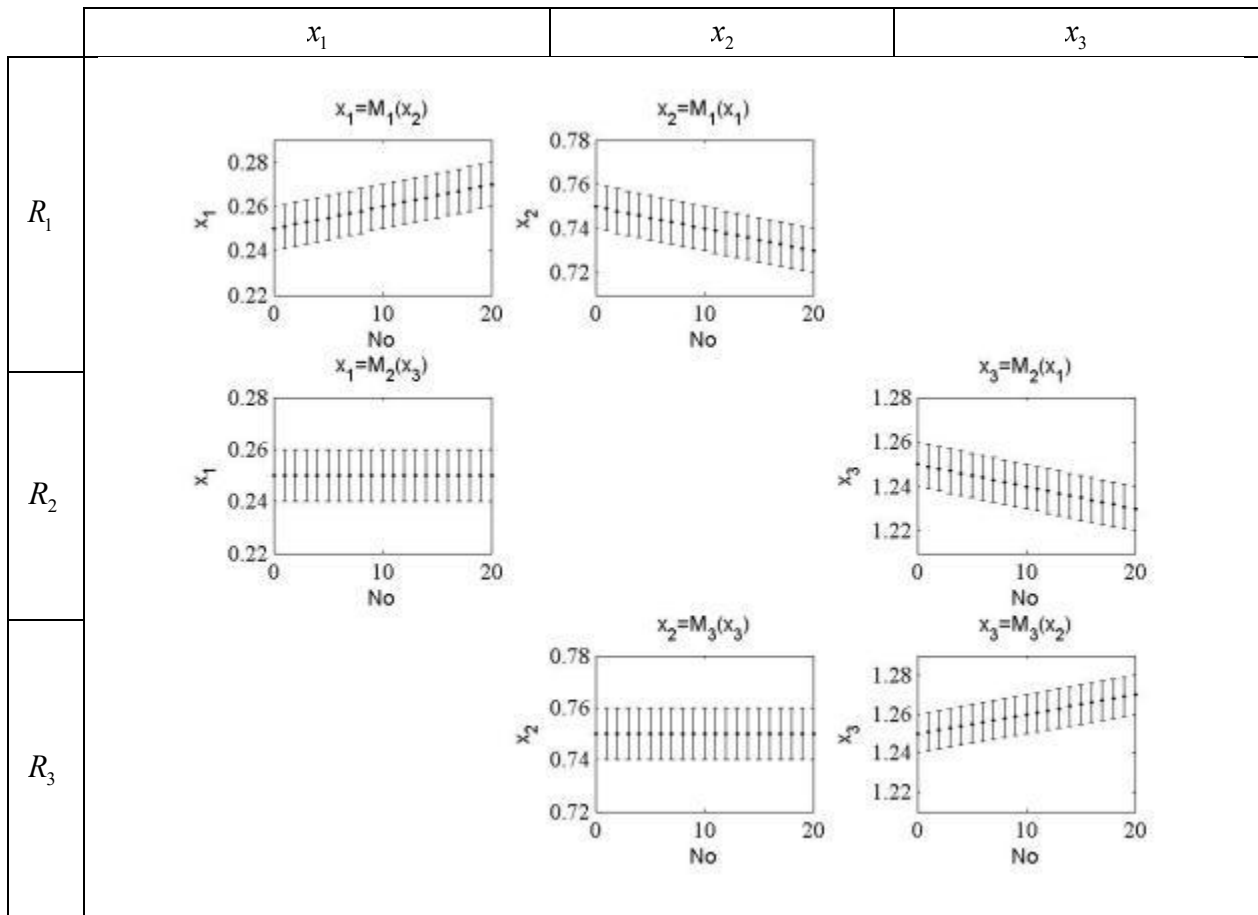 x₁ x₂ x₃
R₁
x₁=M₁(x₂) x₂=M₁(x₁)
0.28 0.78
0.26 0.76
0.24 0.74
0.22 0.72
x₁ x₂
0 10 20 0 10 20
No No
R₂
x₁=M₂(x₃) x₃=M₂(x₁)
0.28 1.28
0.26 1.26
0.24 1.24
0.22 1.22
x₁ x₃
0 10 20 0 10 20
No No
R₃
x₂=M₃(x₃) x₃=M₃(x₂)
0.78 1.28
0.76 1.26
0.74 1.24
0.72 1.22
x₂ x₃
0 10 20 0 10 20
No No